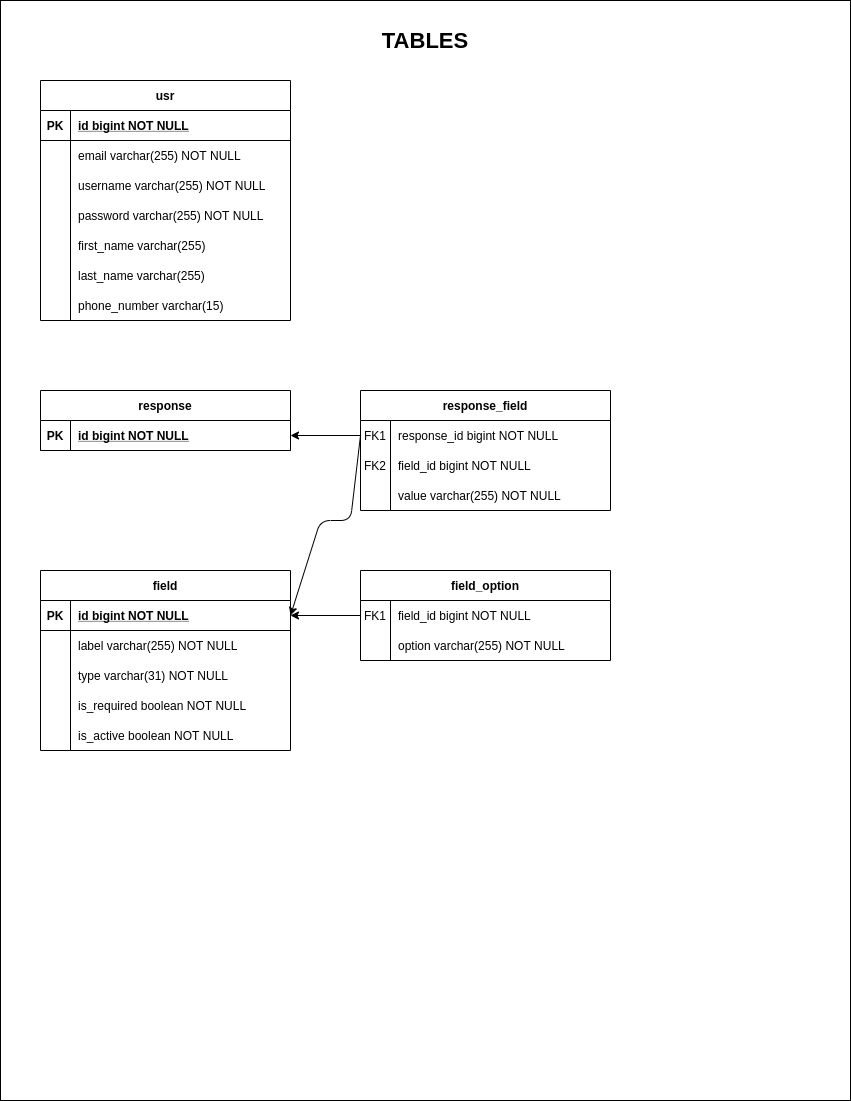 TABLES
usr
PK id bigint NOT NULL
email varchar(255) NOT NULL
username varchar(255) NOT NULL
password varchar(255) NOT NULL
first_name varchar(255)
last_name varchar(255)
phone_number varchar(15)
response
PK id bigint NOT NULL
response_field
FK1 response_id bigint NOT NULL
FK2 field_id bigint NOT NULL
value varchar(255) NOT NULL
field
PK id bigint NOT NULL
label varchar(255) NOT NULL
type varchar(31) NOT NULL
is_required boolean NOT NULL
is_active boolean NOT NULL
field_option
FK1 field_id bigint NOT NULL
option varchar(255) NOT NULL